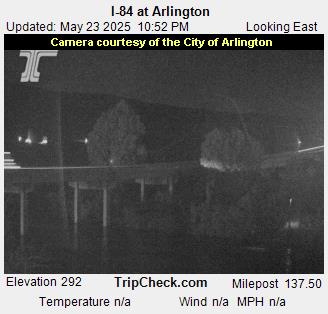 I-84 at Arlington
Updated: May 23 2025 10:52 PM Looking East
Camera courtesy of the City of Arlington
Elevation 292 TripCheck.com Milepost 137.50
Temperature n/a Wind n/a MPH n/a